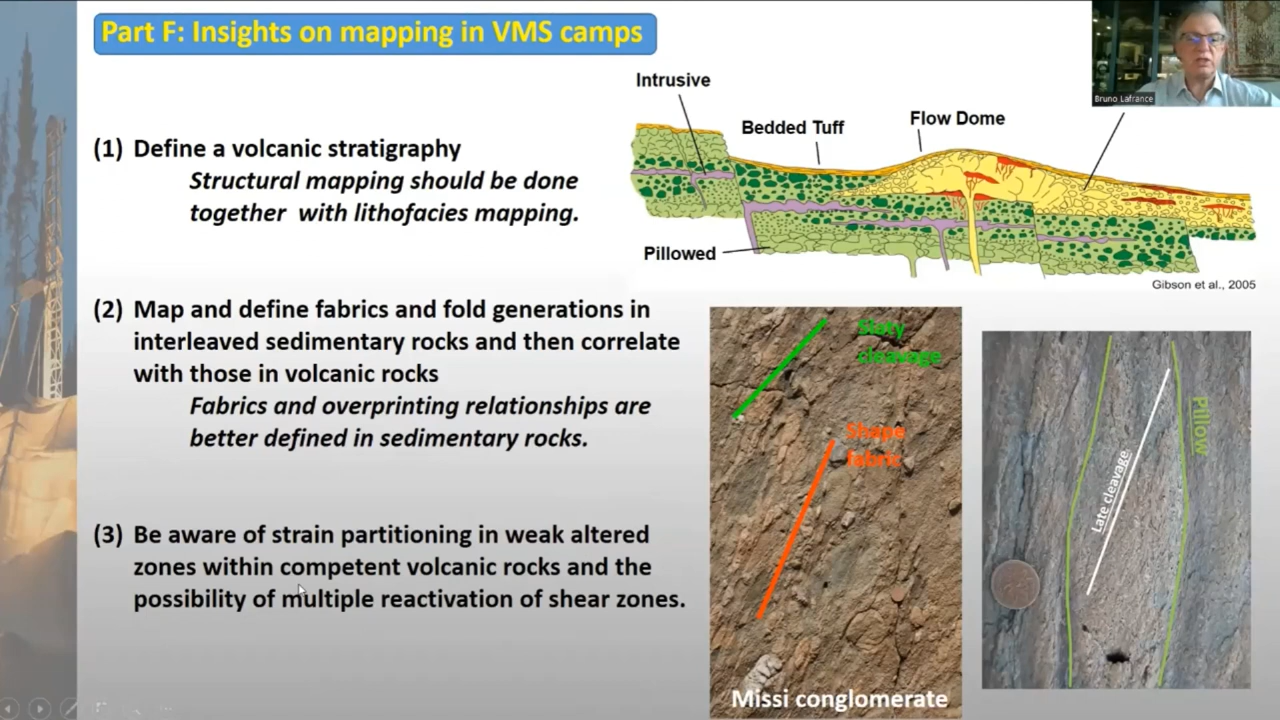 Part F: Insights on mapping in VMS camps
Bruno Lafrance
(1) Define a volcanic stratigraphy
Structural mapping should be done
together with lithofacies mapping.
Intrusive
Bedded Tuff
Flow Dome
Pillowed
Gibson et al., 2005
(2) Map and define fabrics and fold generations in
interleaved sedimentary rocks and then correlate
with those in volcanic rocks
Fabrics and overprinting relationships are
better defined in sedimentary rocks.
(3) Be aware of strain partitioning in weak altered
zones within competent volcanic rocks and the
possibility of multiple reactivation of shear zones.
Slaty
cleavage
Shape
fabric
Missi conglomerate
Late cleavage
Pillow